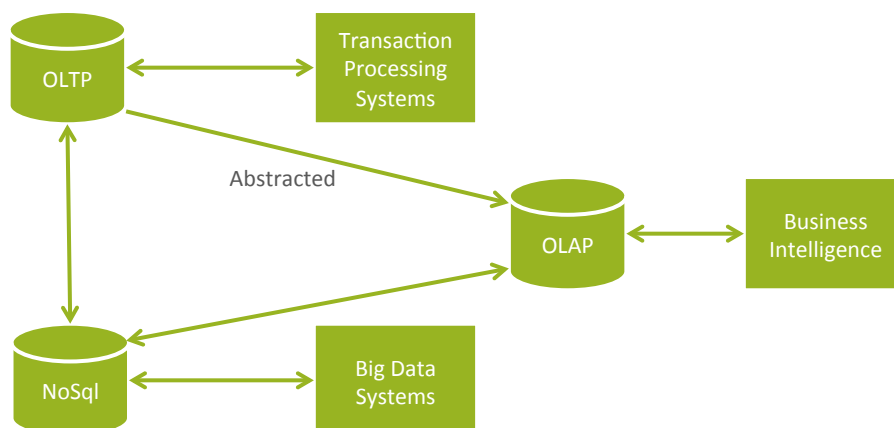 OLTP
Transaction
Processing
Systems
Abstracted
OLAP
Business
Intelligence
NoSql
Big Data
Systems